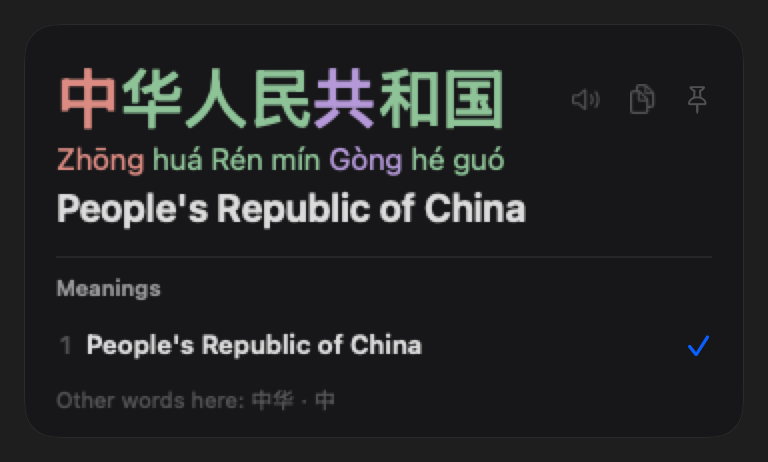 中华人民共和国
Zhōng huá Rén mín Gòng hé guó
People's Republic of China
Meanings
1 People's Republic of China
Other words here: 中华 · 中